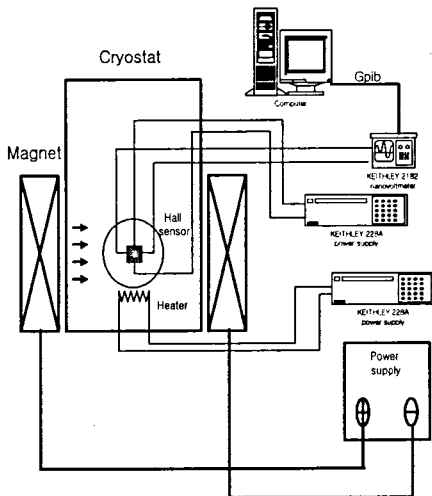 Cryostat
Gpib
Computer
Magnet
KEITHLEY 2182
nanovoltmeter
Hall
sensor
KEITHLEY 228A
power supply
Heater
KEITHLEY 228A
power supply
Power
supply